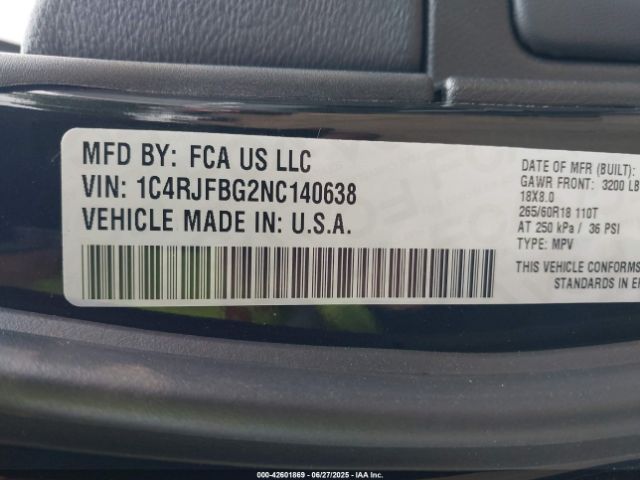 MFD BY: FCA US LLC
VIN: 1C4RJFBG2NC140638
VEHICLE MADE IN: U.S.A.
DATE OF MFR (BUILT):
GAWR FRONT: 3200 LB
18X8.0
265/60R18 110T
AT 250 kPa / 36 PSI
TYPE: MPV
THIS VEHICLE CONFORMS
STANDARDS IN
000-42601869 - 06/27/2025 - IAA Inc.